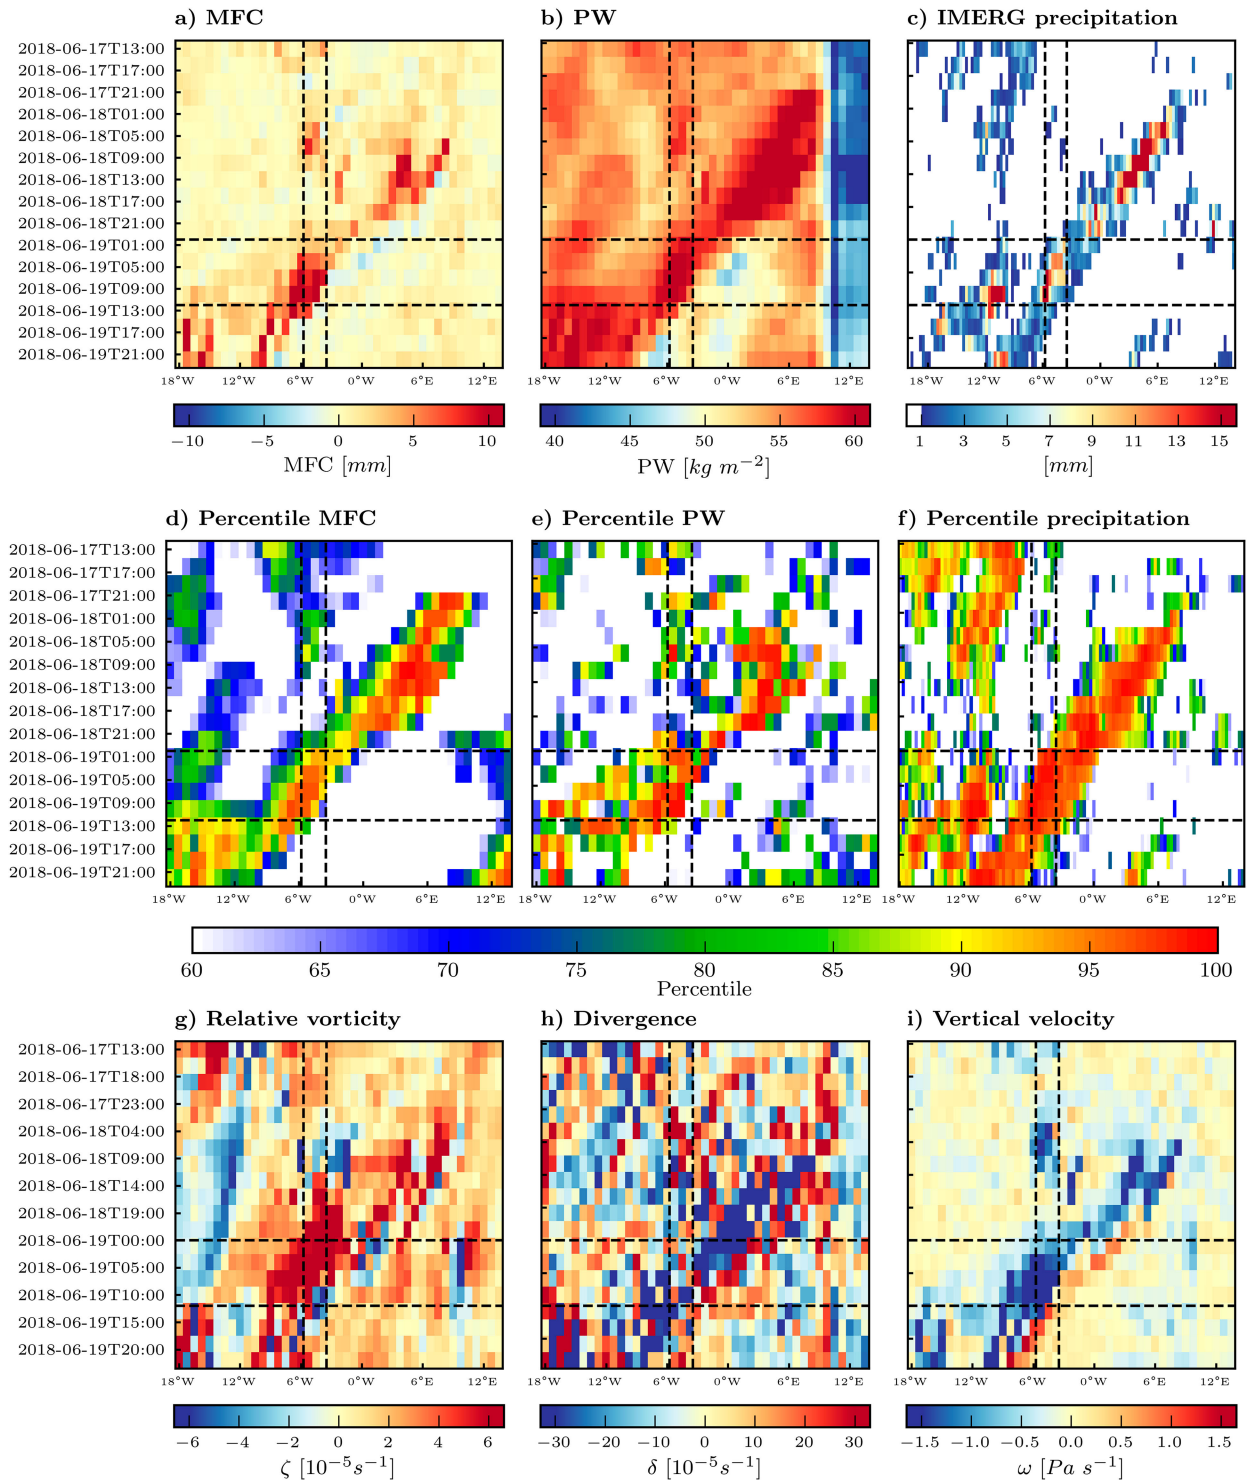 a) MFC b) PW c) IMERG precipitation
2018-06-17T13:00
2018-06-17T17:00
2018-06-17T21:00
2018-06-18T01:00
2018-06-18T05:00
2018-06-18T09:00
2018-06-18T13:00
2018-06-18T17:00
2018-06-18T21:00
2018-06-19T01:00
2018-06-19T05:00
2018-06-19T09:00
2018-06-19T13:00
2018-06-19T17:00
2018-06-19T21:00
18°W 12°W 6°W 0°W 6°E 12°E 18°W 12°W 6°W 0°W 6°E 12°E 18°W 12°W 6°W 0°W 6°E 12°E
−10 −5 0 5 10 40 45 50 55 60 1 3 5 7 9 11 13 15
MFC [mm] PW [kg m−2] [mm]
d) Percentile MFC e) Percentile PW f) Percentile precipitation
2018-06-17T13:00
2018-06-17T17:00
2018-06-17T21:00
2018-06-18T01:00
2018-06-18T05:00
2018-06-18T09:00
2018-06-18T13:00
2018-06-18T17:00
2018-06-18T21:00
2018-06-19T01:00
2018-06-19T05:00
2018-06-19T09:00
2018-06-19T13:00
2018-06-19T17:00
2018-06-19T21:00
18°W 12°W 6°W 0°W 6°E 12°E 18°W 12°W 6°W 0°W 6°E 12°E 18°W 12°W 6°W 0°W 6°E 12°E
60 65 70 75 80 85 90 95 100
Percentile
g) Relative vorticity h) Divergence i) Vertical velocity
2018-06-17T13:00
2018-06-17T18:00
2018-06-17T23:00
2018-06-18T04:00
2018-06-18T09:00
2018-06-18T14:00
2018-06-18T19:00
2018-06-19T00:00
2018-06-19T05:00
2018-06-19T10:00
2018-06-19T15:00
2018-06-19T20:00
18°W 12°W 6°W 0°W 6°E 12°E 18°W 12°W 6°W 0°W 6°E 12°E 18°W 12°W 6°W 0°W 6°E 12°E
−6 −4 −2 0 2 4 6 −30 −20 −10 0 10 20 30 −1.5 −1.0 −0.5 0.0 0.5 1.0 1.5
ζ [10−5s−1] δ [10−5s−1] ω [Pa s−1]